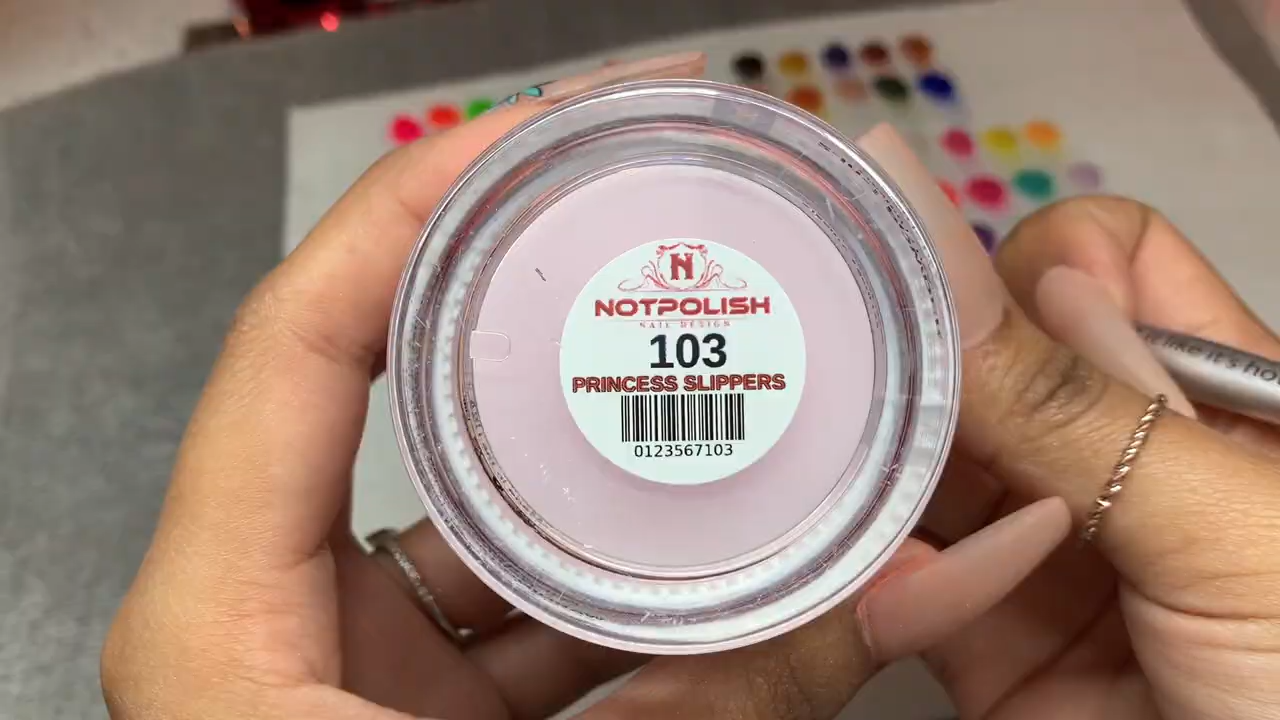 N
NOTPOLISH
NAIL DESIGN
103
PRINCESS SLIPPERS
0123567103